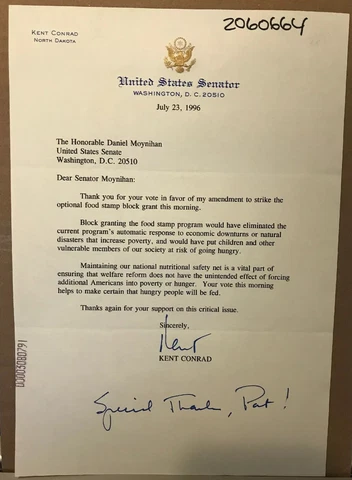 2060664
KENT CONRAD
NORTH DAKOTA
United States Senator
WASHINGTON, D. C. 20510
July 23, 1996
The Honorable Daniel Moynihan
United States Senate
Washington, D.C. 20510
Dear Senator Moynihan:
Thank you for your vote in favor of my amendment to strike the
optional food stamp block grant this morning.
Block granting the food stamp program would have eliminated the
current program's automatic response to economic downturns or natural
disasters that increase poverty, and would have put children and other
vulnerable members of our society at risk of going hungry.
Maintaining our national nutritional safety net is a vital part of
ensuring that welfare reform does not have the unintended effect of forcing
additional Americans into poverty or hunger. Your vote this morning
helps to make certain that hungry people will be fed.
Thanks again for your support on this critical issue.
Sincerely,
Kent
KENT CONRAD
Special Thanks, Pat!